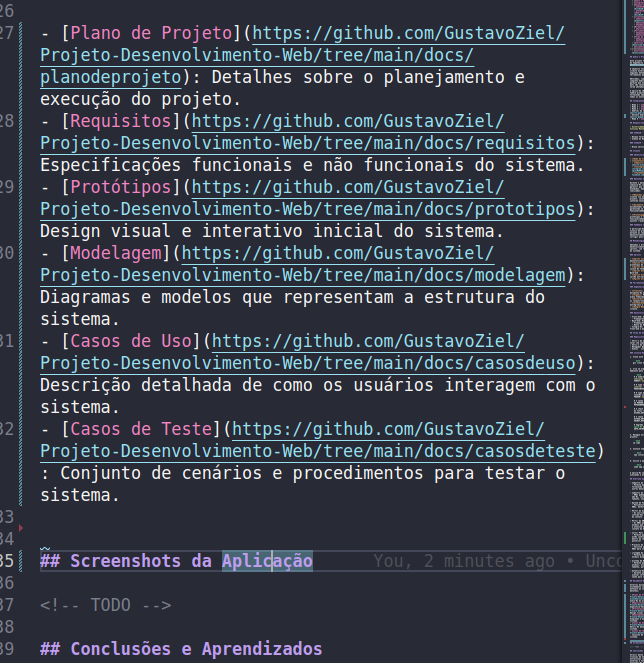 26
27 - [Plano de Projeto](https://github.com/GustavoZiel/
Projeto-Desenvolvimento-Web/tree/main/docs/
planodeprojeto): Detalhes sobre o planejamento e
execução do projeto.
28 - [Requisitos](https://github.com/GustavoZiel/
Projeto-Desenvolvimento-Web/tree/main/docs/requisitos):
Especificações funcionais e não funcionais do sistema.
29 - [Protótipos](https://github.com/GustavoZiel/
Projeto-Desenvolvimento-Web/tree/main/docs/prototipos):
Design visual e interativo inicial do sistema.
30 - [Modelagem](https://github.com/GustavoZiel/
Projeto-Desenvolvimento-Web/tree/main/docs/modelagem):
Diagramas e modelos que representam a estrutura do
sistema.
31 - [Casos de Uso](https://github.com/GustavoZiel/
Projeto-Desenvolvimento-Web/tree/main/docs/casosdeuso):
Descrição detalhada de como os usuários interagem com o
sistema.
32 - [Casos de Teste](https://github.com/GustavoZiel/
Projeto-Desenvolvimento-Web/tree/main/docs/casosdeteste)
: Conjunto de cenários e procedimentos para testar o
sistema.
33
34
35 ## Screenshots da Aplicação You, 2 minutes ago • Unco
36
37 <!-- TODO -->
38
39 ## Conclusões e Aprendizados